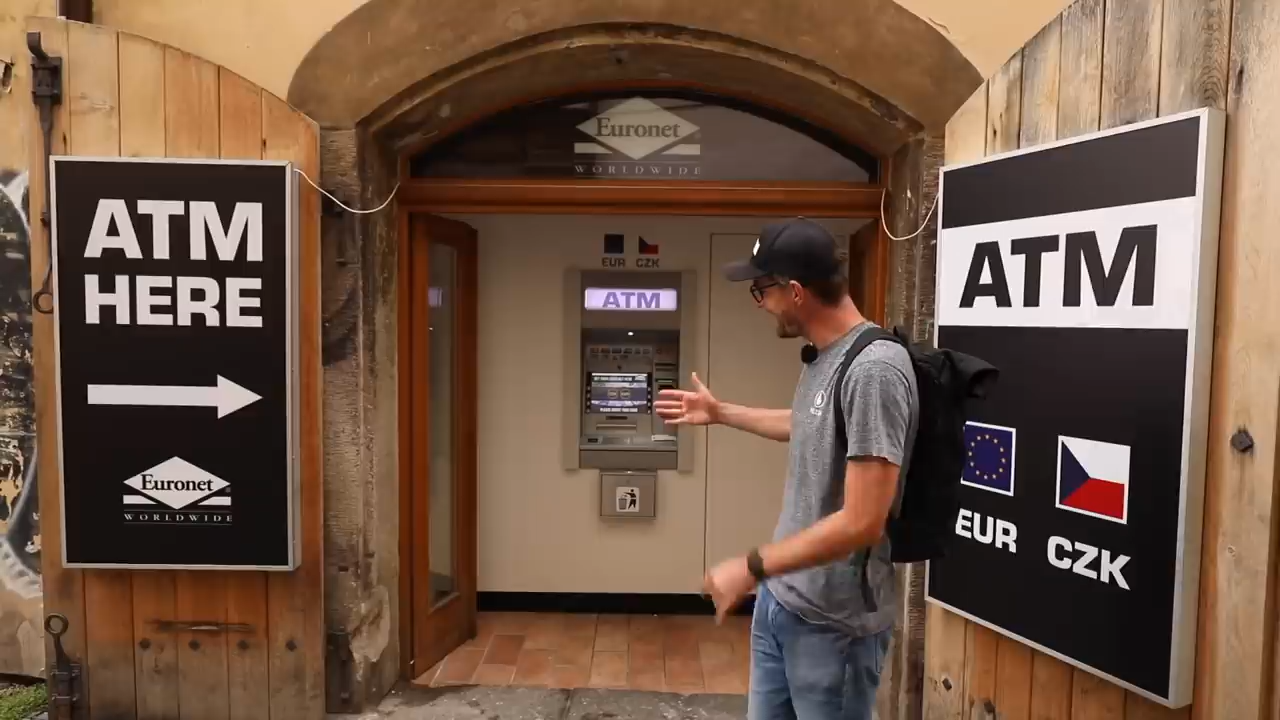 ATM
HERE
Euronet
WORLDWIDE
Euronet
WORLDWIDE
EUR CZK
ATM
ATM
EUR
CZK